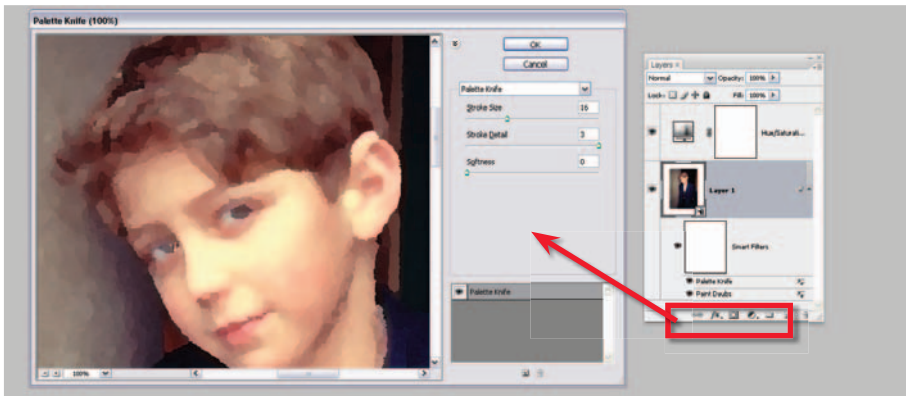 Palette Knife (100%)
OK
Cancel
Palette Knife
Stroke Size 16
Stroke Detail 3
Softness 0
Palette Knife
100%
Layers ×
Normal Opacity: 100%
Lock: Fill: 100%
Hue/Saturati...
Layer 1
Smart Filters
Palette Knife
Paint Daubs